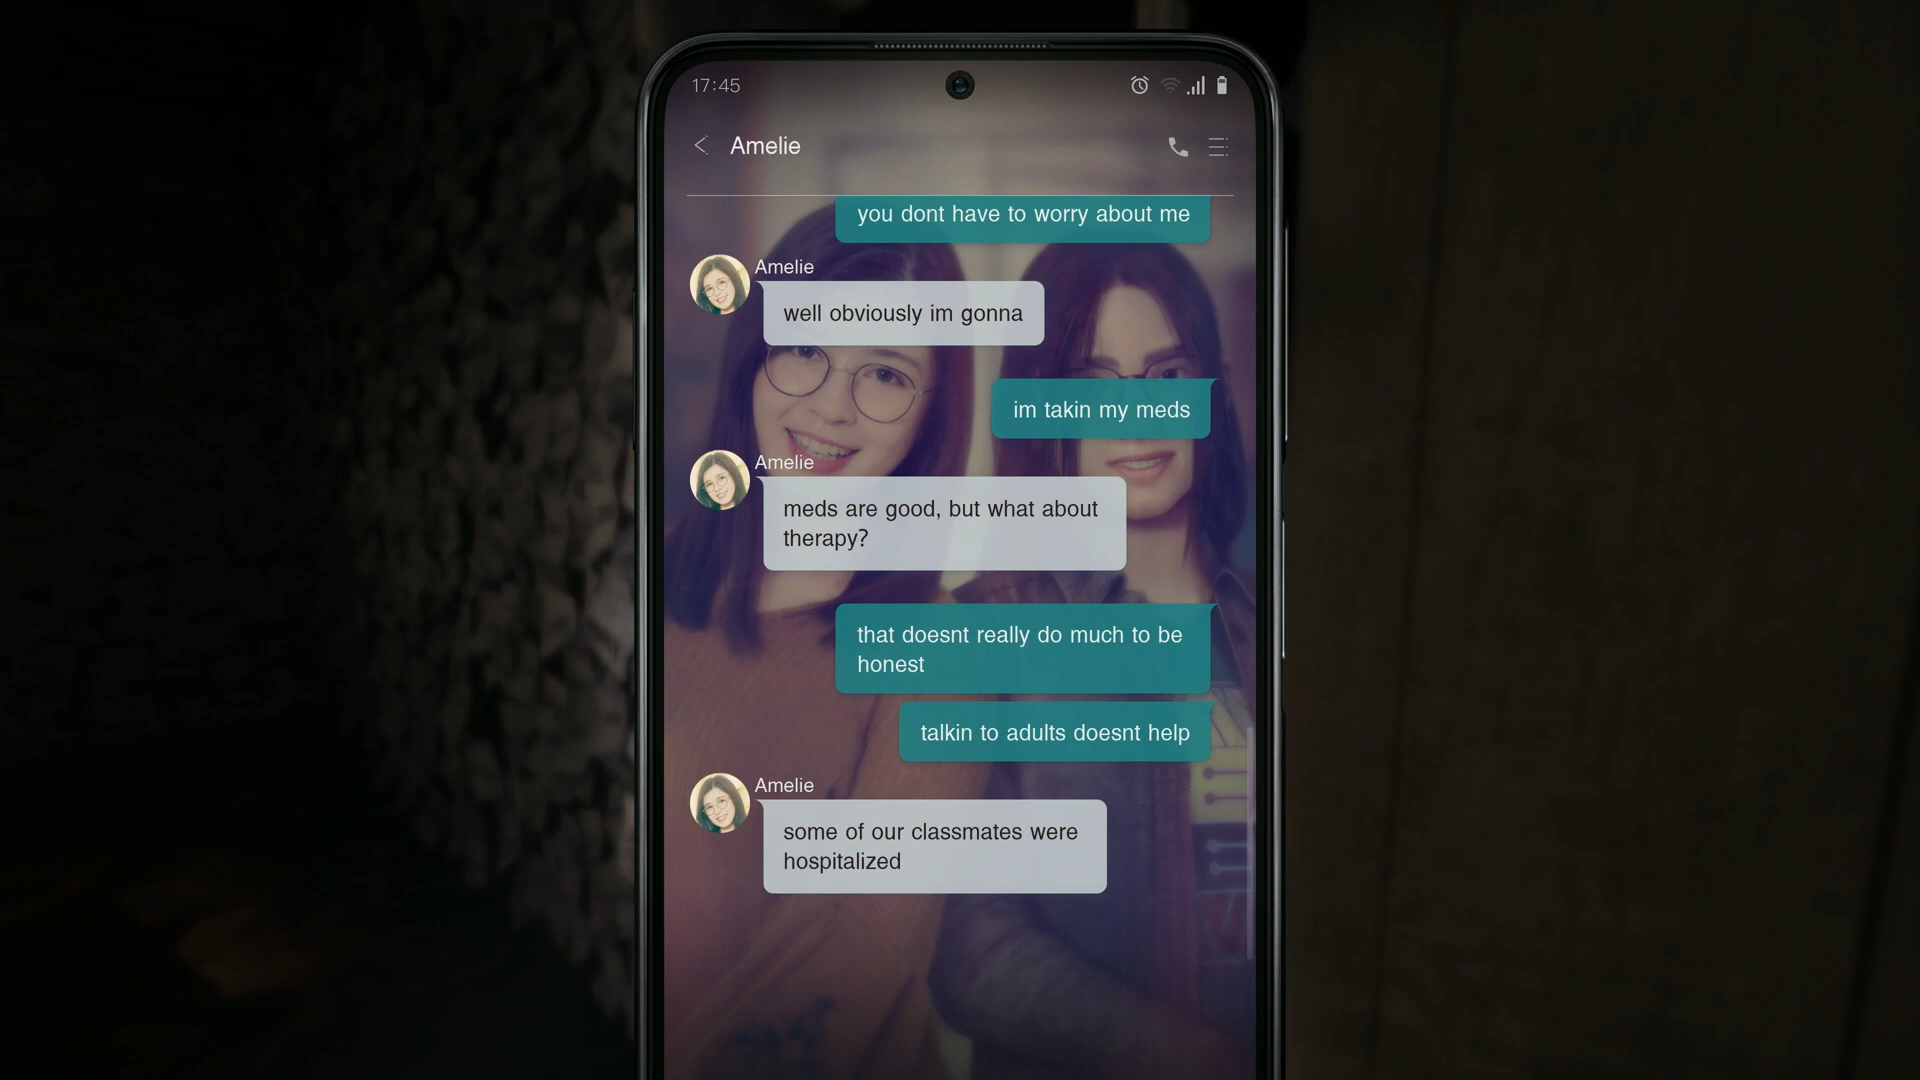 17:45
Amelie
you dont have to worry about me
Amelie
well obviously im gonna
im takin my meds
Amelie
meds are good, but what about
therapy?
that doesnt really do much to be
honest
talkin to adults doesnt help
Amelie
some of our classmates were
hospitalized